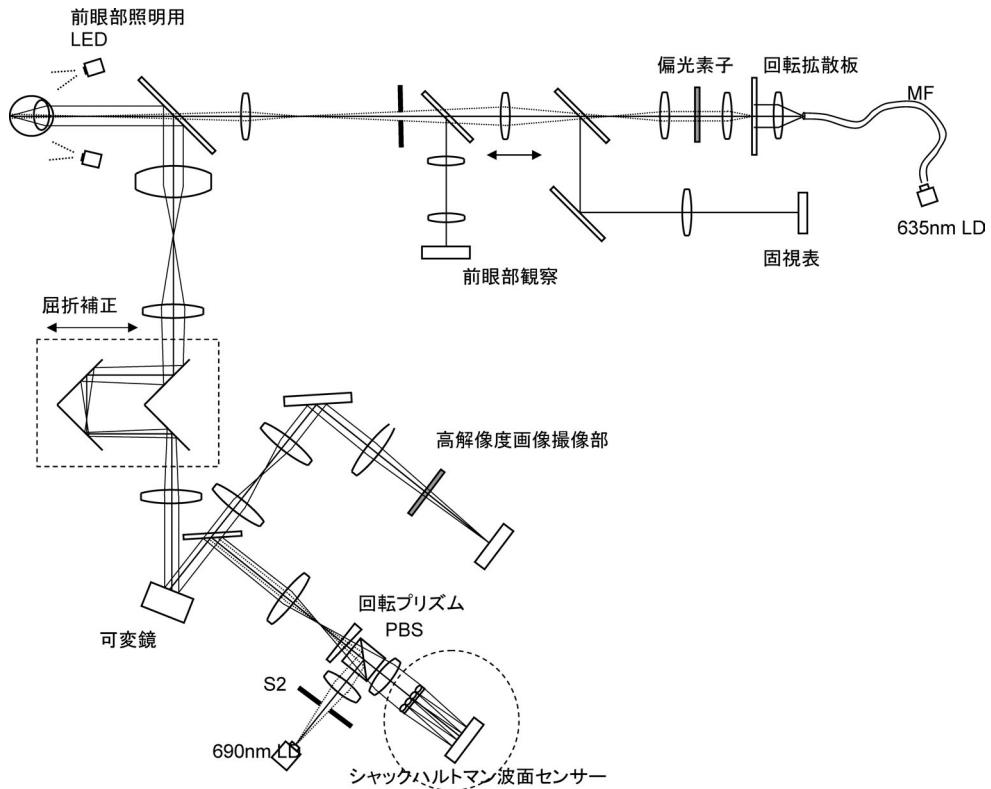 前眼部照明用
LED
偏光素子
回転拡散板
MF
635nm LD
固視表
前眼部観察
屈折補正
高解像度画像撮像部
回転プリズム
PBS
可変鏡
S2
690nm LD
シャックハルトマン波面センサー